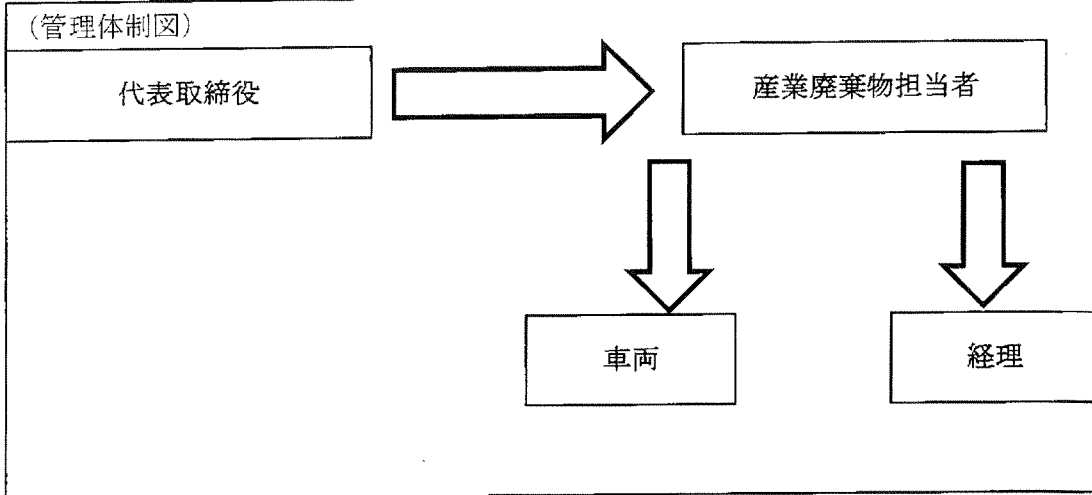 （管理体制図）
代表取締役
産業廃棄物担当者
車両
経理